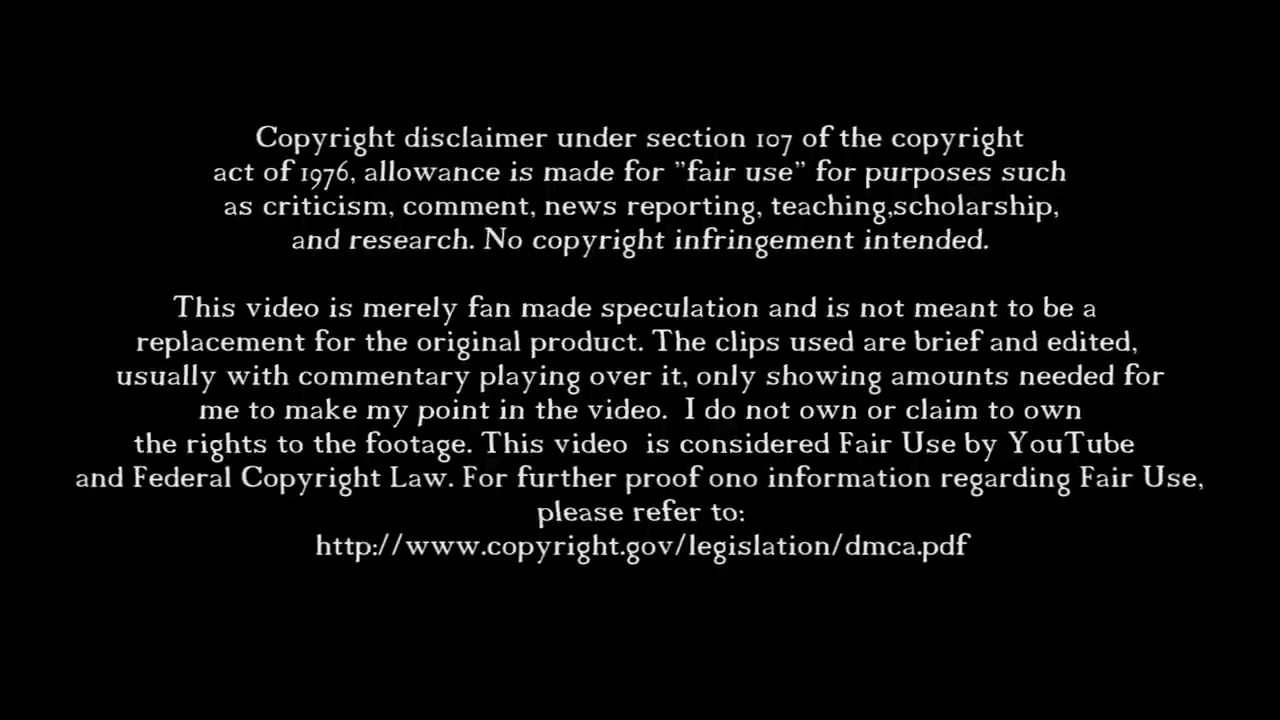 Copyright disclaimer under section 107 of the copyright
act of 1976, allowance is made for "fair use" for purposes such
as criticism, comment, news reporting, teaching,scholarship,
and research. No copyright infringement intended.
This video is merely fan made speculation and is not meant to be a
replacement for the original product. The clips used are brief and edited,
usually with commentary playing over it, only showing amounts needed for
me to make my point in the video. I do not own or claim to own
the rights to the footage. This video is considered Fair Use by YouTube
and Federal Copyright Law. For further proof ono information regarding Fair Use,
please refer to:
http://www.copyright.gov/legislation/dmca.pdf